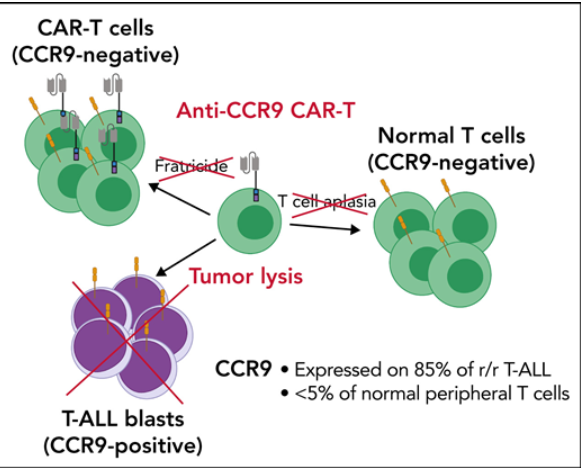 CAR-T cells
(CCR9-negative)
Anti-CCR9 CAR-T
Normal T cells
(CCR9-negative)
Fratricide
T cell aplasia
Tumor lysis
T-ALL blasts
(CCR9-positive)
CCR9 • Expressed on 85% of r/r T-ALL
• <5% of normal peripheral T cells